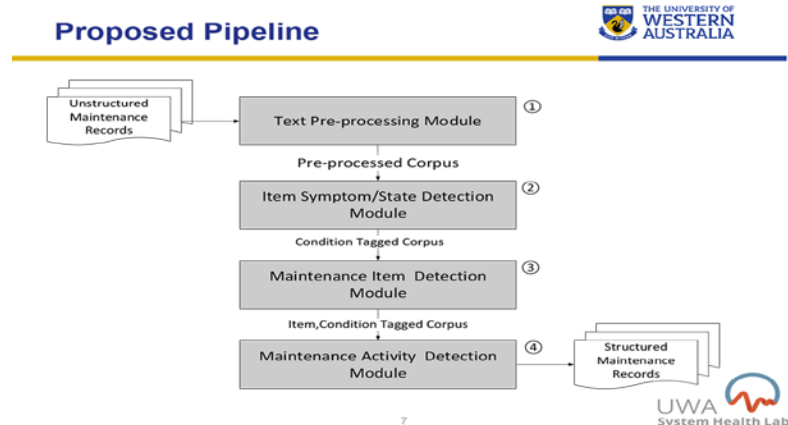 Proposed Pipeline
THE UNIVERSITY OF
WESTERN
AUSTRALIA
Unstructured
Maintenance
Records
Text Pre-processing Module
①
Pre-processed Corpus
Item Symptom/State Detection
Module
②
Condition Tagged Corpus
Maintenance Item Detection
Module
③
Item,Condition Tagged Corpus
Maintenance Activity Detection
Module
④
Structured
Maintenance
Records
UWA
System Health Lab
7